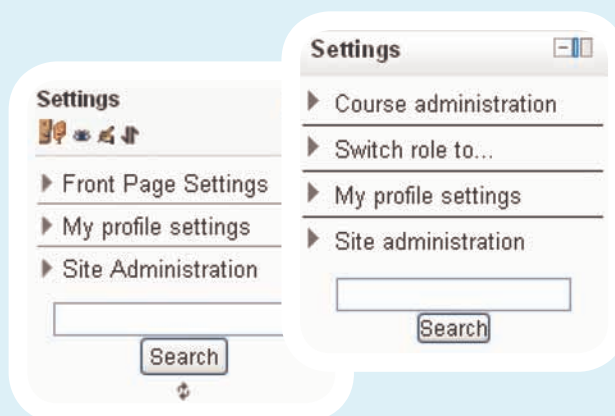 Settings
Front Page Settings
My profile settings
Site Administration
Search
Settings
Course administration
Switch role to...
My profile settings
Site administration
Search